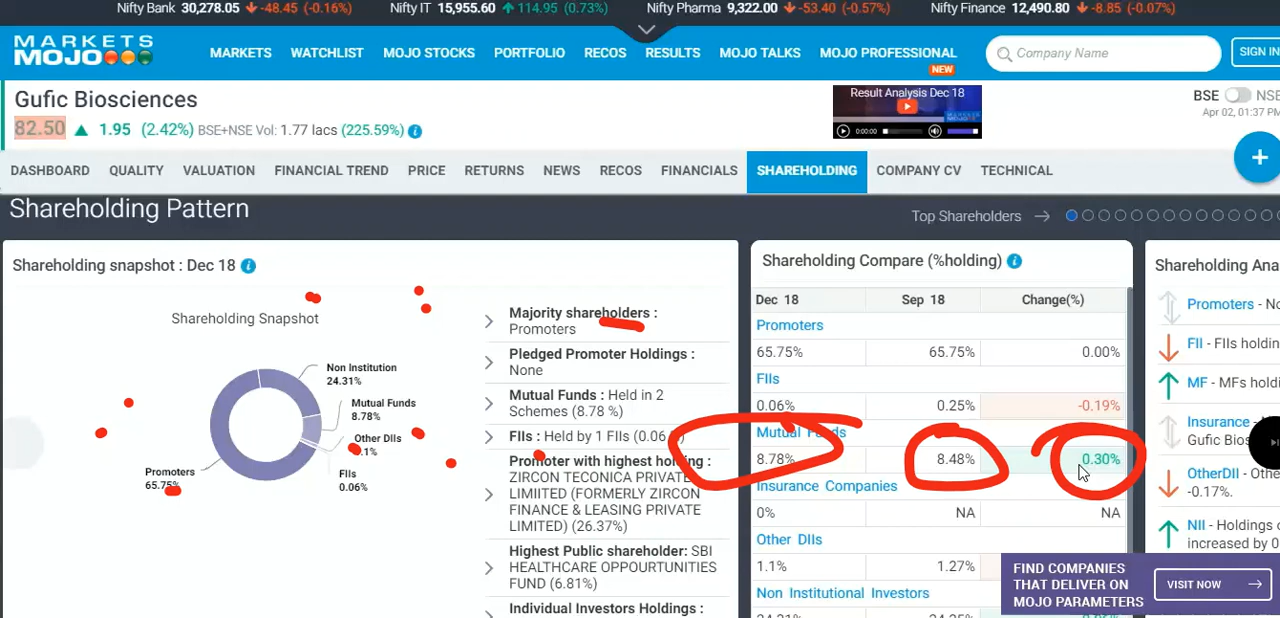 Nifty Bank 30,278.05 -48.45 (-0.16%) Nifty IT 15,955.60 114.95 (0.73%) Nifty Pharma 9,322.00 -53.40 (-0.57%) Nifty Finance 12,490.80 -8.85 (-0.07%)
MARKETS MOJO
MARKETS WATCHLIST MOJO STOCKS PORTFOLIO RECOS RESULTS MOJO TALKS MOJO PROFESSIONAL
NEW
Company Name
SIGN IN
Gufic Biosciences
82.50 1.95 (2.42%) BSE+NSE Vol: 1.77 lacs (225.59%)
Result Analysis Dec 18
0:00:00
BSE NSE
Apr 02, 01:37 PM
DASHBOARD QUALITY VALUATION FINANCIAL TREND PRICE RETURNS NEWS RECOS FINANCIALS SHAREHOLDING COMPANY CV TECHNICAL
Shareholding Pattern
Top Shareholders
Shareholding snapshot : Dec 18
Shareholding Snapshot
Non Institution
24.31%
Mutual Funds
8.78%
Other DIIs
.1%
FIIs
0.06%
Promoters
65.75%
Majority shareholders :
Promoters
Pledged Promoter Holdings :
None
Mutual Funds : Held in 2
Schemes (8.78 %)
FIIs : Held by 1 FIIs (0.06
Promoter with highest holding :
ZIRCON TECONICA PRIVATE
LIMIITED (FORMERLY ZIRCON
FINANCE & LEASING PRIVATE
LIMITED) (26.37%)
Highest Public shareholder: SBI
HEALTHCARE OPPOURTUNITIES
FUND (6.81%)
Individual Investors Holdings :
Shareholding Compare (%holding)
Dec 18 Sep 18 Change(%)
Promoters
65.75% 65.75% 0.00%
FIIs
0.06% 0.25% -0.19%
Mutual Funds
8.78% 8.48% 0.30%
Insurance Companies
0% NA NA
Other DIIs
1.1% 1.27%
Non Institutional Investors
Shareholding Ana
Promoters - No
FII - FIIs holdin
MF - MFs holdi
Insurance -
Gufic Bios
OtherDII - Othe
-0.17%.
NII - Holdings
increased by 0
FIND COMPANIES
THAT DELIVER ON
MOJO PARAMETERS
VISIT NOW